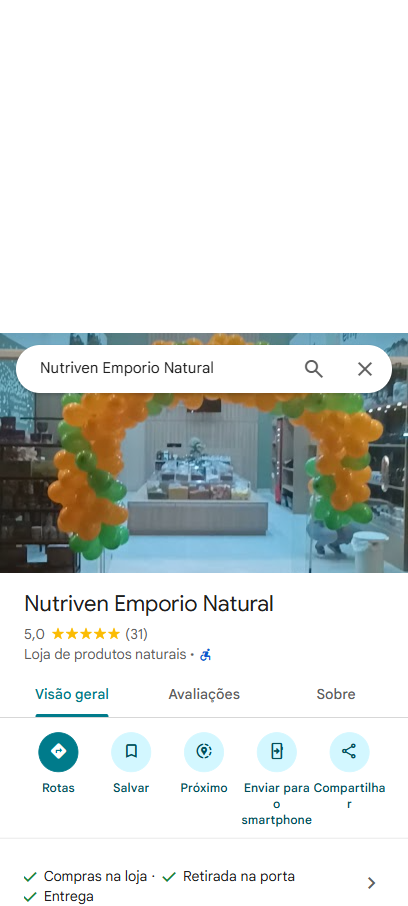 Nutriven Emporio Natural
Nutriven Emporio Natural
5,0 (31)
Loja de produtos naturais ·
Visão geral
Avaliações
Sobre
Rotas
Salvar
Próximo
Enviar para
o
smartphone
Compartilha
r
Compras na loja · Retirada na porta
Entrega